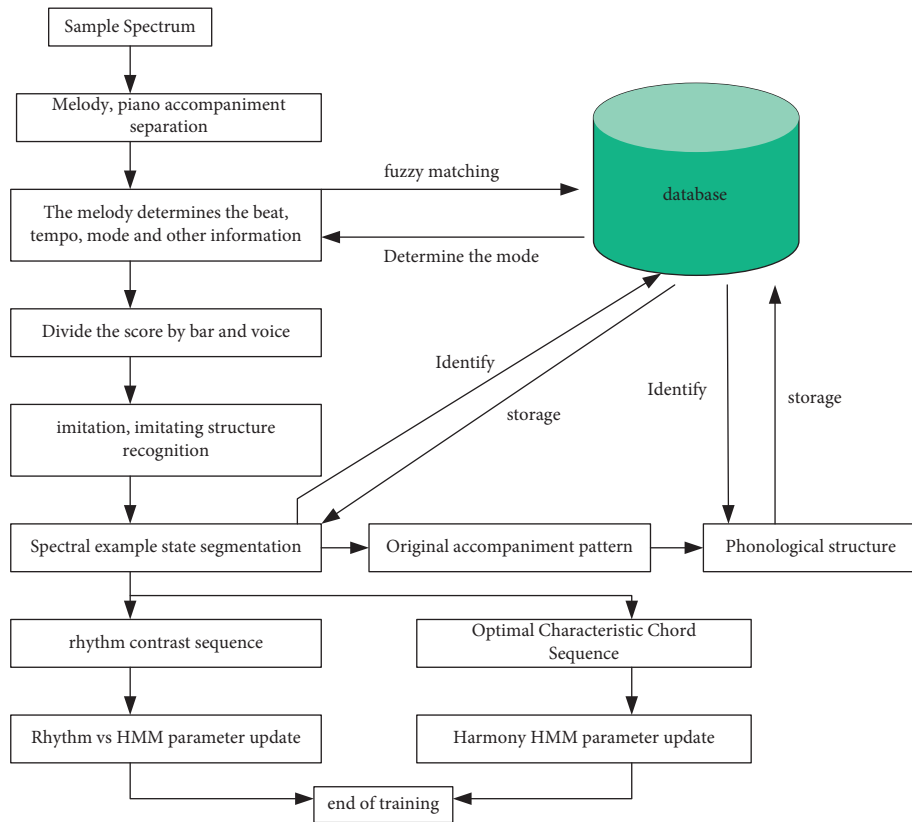 Sample Spectrum
Melody, piano accompaniment
separation
fuzzy matching
database
The melody determines the beat,
tempo, mode and other information
Determine the mode
Divide the score by bar and voice
Identify
Identify
storage
storage
imitation, imitating structure
recognition
Spectral example state segmentation
Original accompaniment pattern
Phonological structure
rhythm contrast sequence
Optimal Characteristic Chord
Sequence
Rhythm vs HMM parameter update
Harmony HMM parameter update
end of training